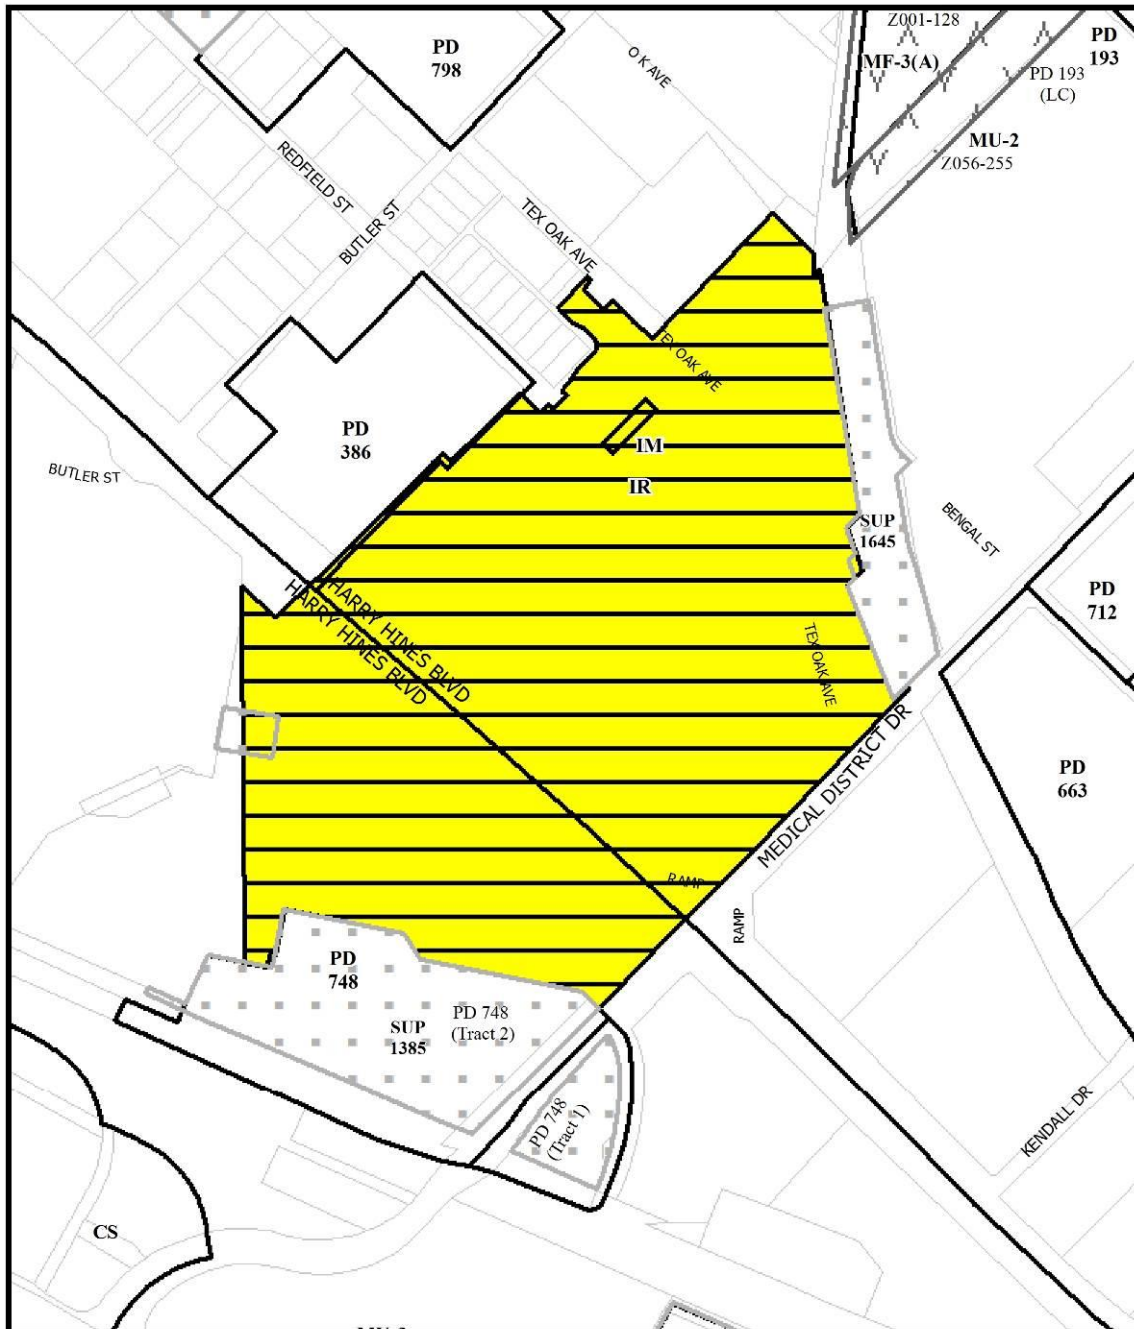 Z001-128
PD
798
O K AVE
MF-3(A)
PD
193
PD 193
(LC)
MU-2
Z056-255
REDFIELD ST
BUTLER ST
TEX OAK AVE
TEX OAK AVE
PD
386
IM
IR
BUTLER ST
SUP
1645
BENGAL ST
PD
712
HARRY HINES BLVD
HARRY HINES BLVD
TEX OAK AVE
MEDICAL DISTRICT DR
PD
663
RAMP
RAMP
PD
748
PD 748
(Tract 2)
SUP
1385
PD 748
(Tract 1)
KENDALL DR
CS